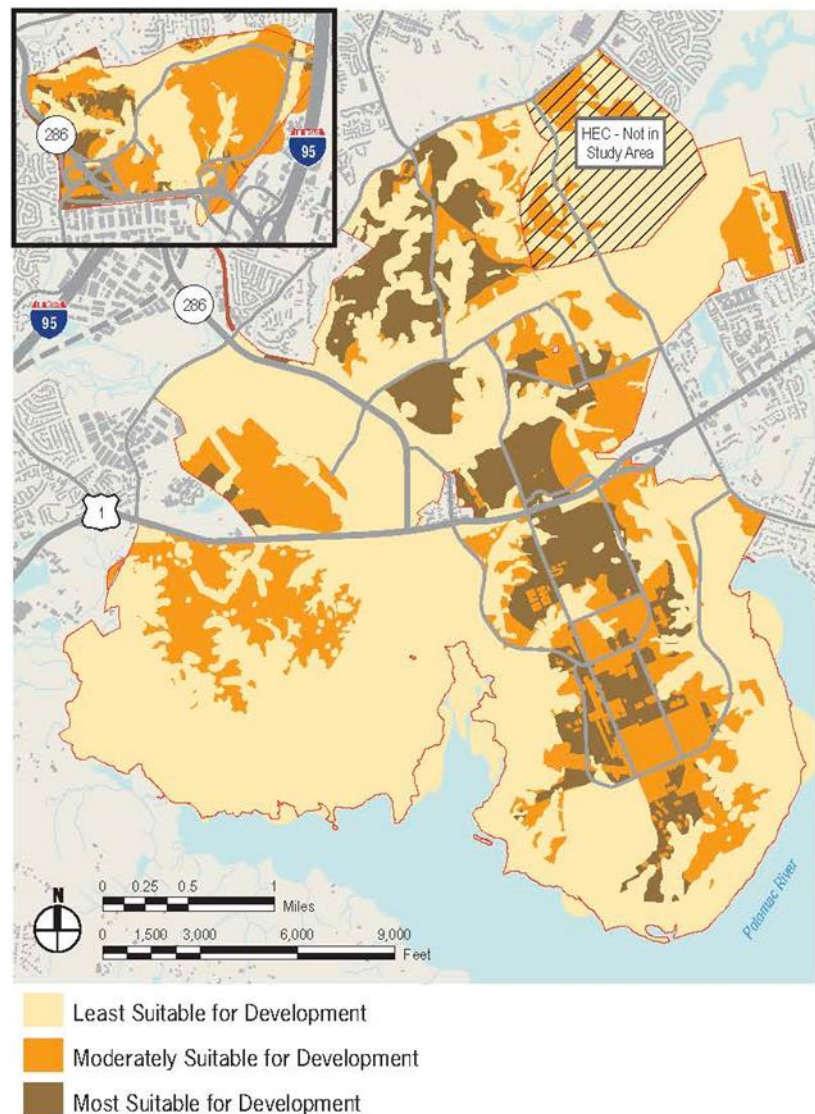 286
95
HEC - Not in
Study Area
286
95
1
N
0 0.25 0.5 1
Miles
0 1,500 3,000 6,000 9,000
Feet
Potomac River
Least Suitable for Development
Moderately Suitable for Development
Most Suitable for Development